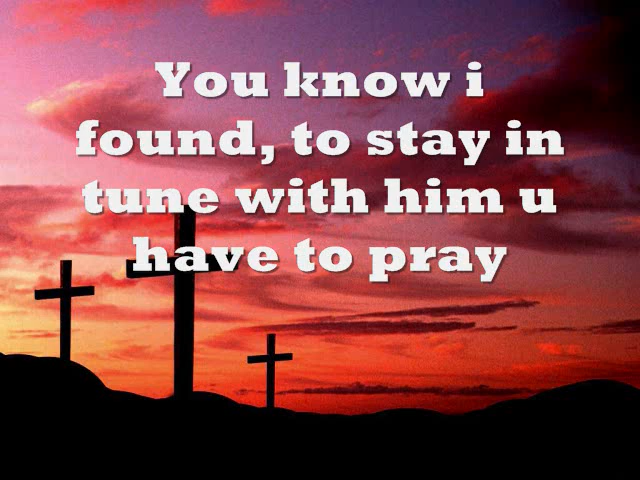 You know i
found, to stay in
tune with him u
have to pray